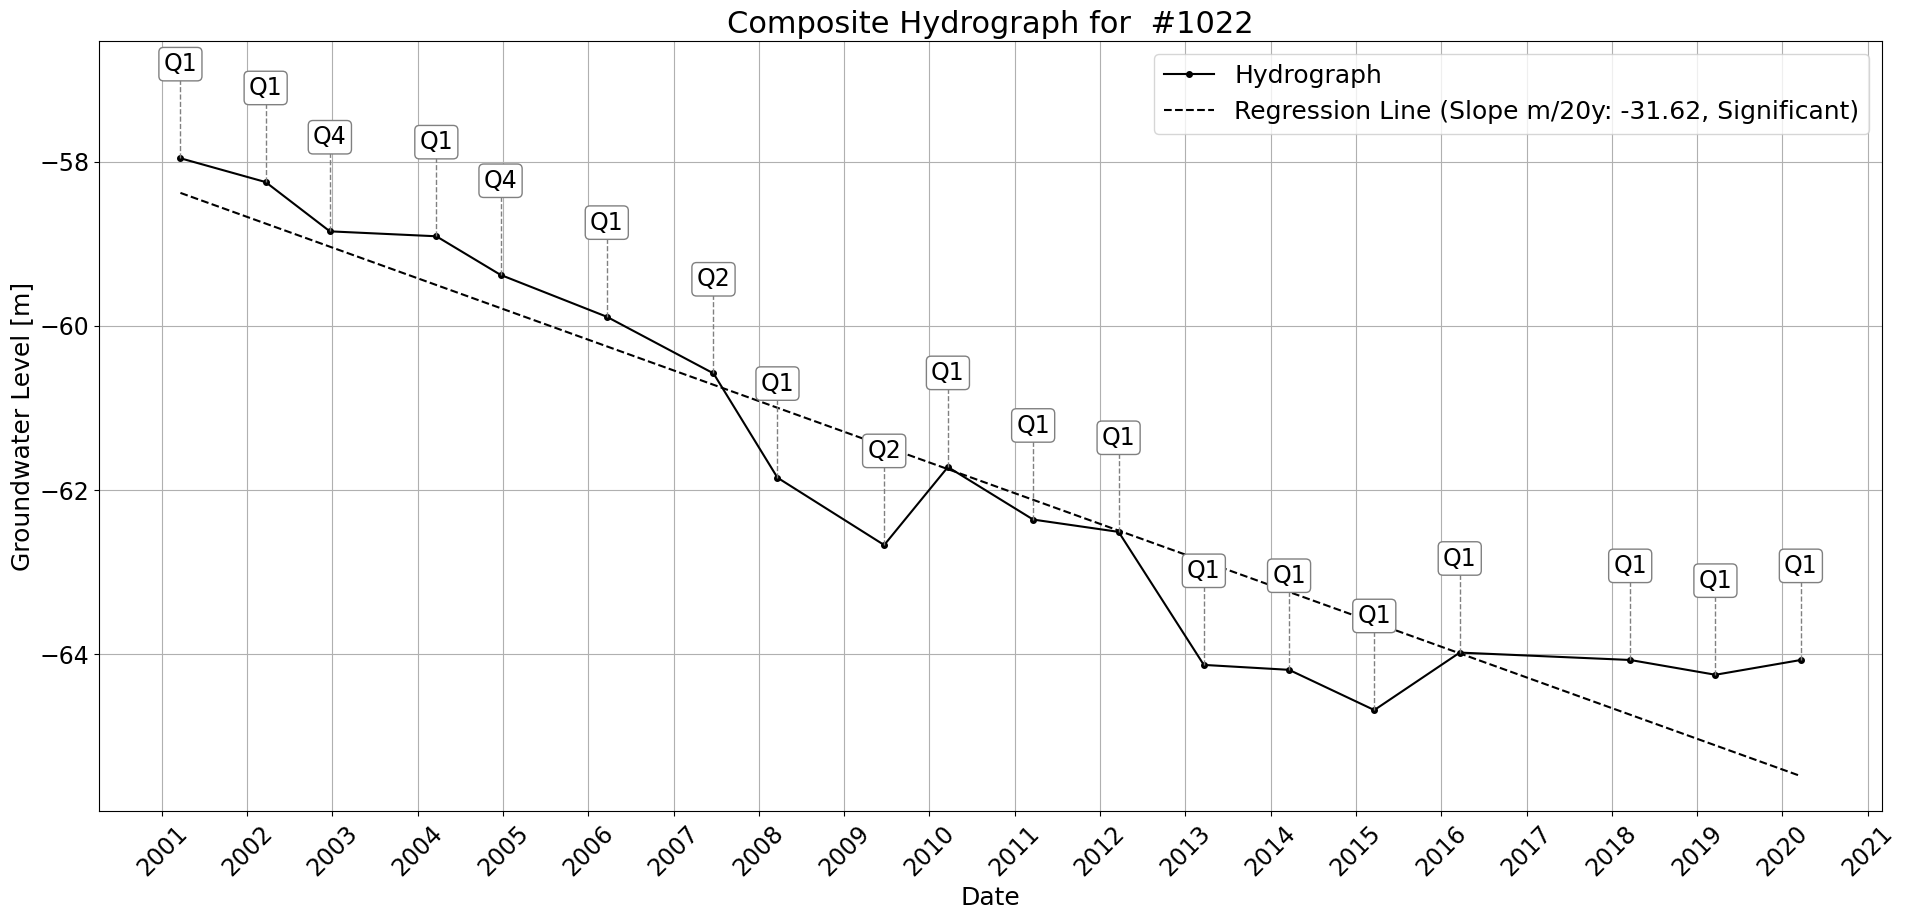 Composite Hydrograph for  #1022
Hydrograph
Regression Line (Slope m/20y: -31.62, Significant)
Q1
Q1
Q4
Q1
Q4
Q1
Q2
Q1
Q2
Q1
Q1
Q1
Q1
Q1
Q1
Q1
Q1
Q1
Q1
Groundwater Level [m]
−58
−60
−62
−64
2001
2002
2003
2004
2005
2006
2007
2008
2009
2010
2011
2012
2013
2014
2015
2016
2017
2018
2019
2020
2021
Date